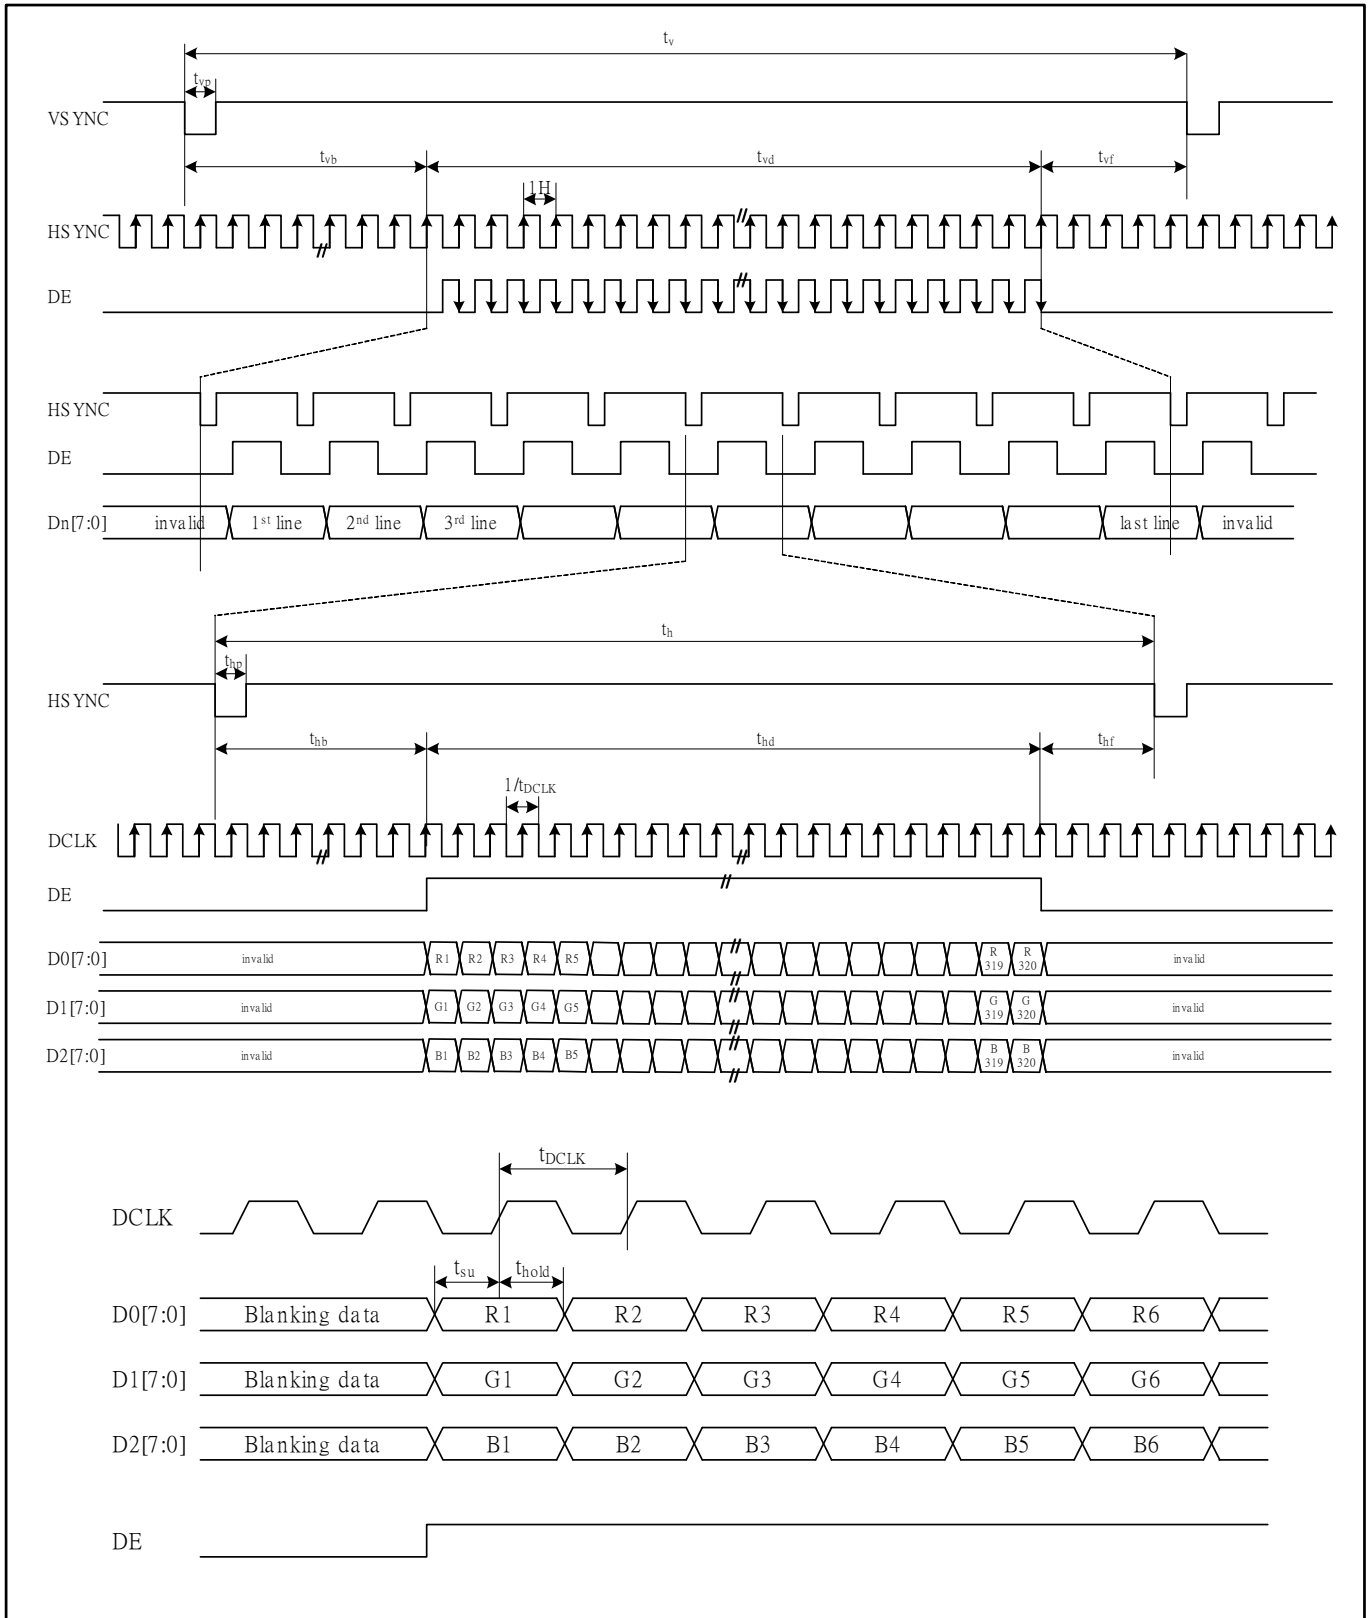 tv
tvp
VSYNC
tvb tvd tvf
1H
HSYNC
DE
HSYNC
DE
Dn[7:0] invalid 1st line 2nd line 3rd line last line invalid
th
thp
HSYNC
thb thd thf
1/tDCLK
DCLK
DE
D0[7:0] invalid R1 R2 R3 R4 R5 R 319 R 320 invalid
D1[7:0] invalid G1 G2 G3 G4 G5 G 319 G 320 invalid
D2[7:0] invalid B1 B2 B3 B4 B5 B 319 B 320 invalid
tDCLK
DCLK
tsu thold
D0[7:0] Blanking data R1 R2 R3 R4 R5 R6
D1[7:0] Blanking data G1 G2 G3 G4 G5 G6
D2[7:0] Blanking data B1 B2 B3 B4 B5 B6
DE